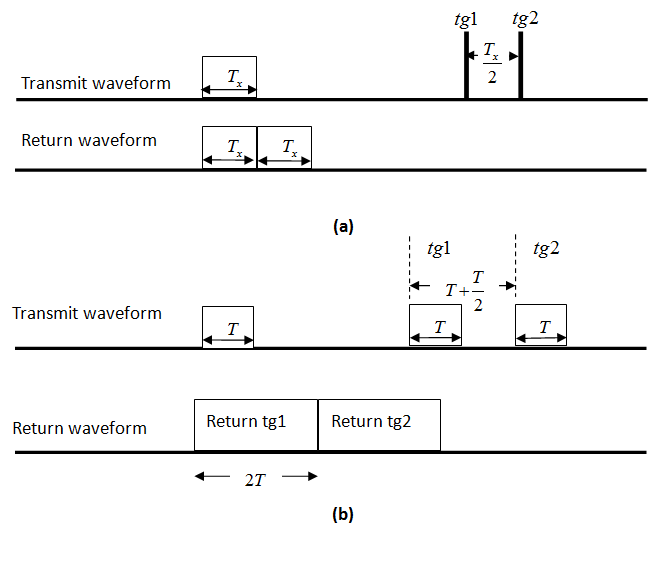 tg1 tg2
Tₓ/2
Transmit waveform Tₓ
Return waveform Tₓ Tₓ
(a)
tg1 tg2
T+T/2
Transmit waveform T T T
Return waveform Return tg1 Return tg2
2T
(b)